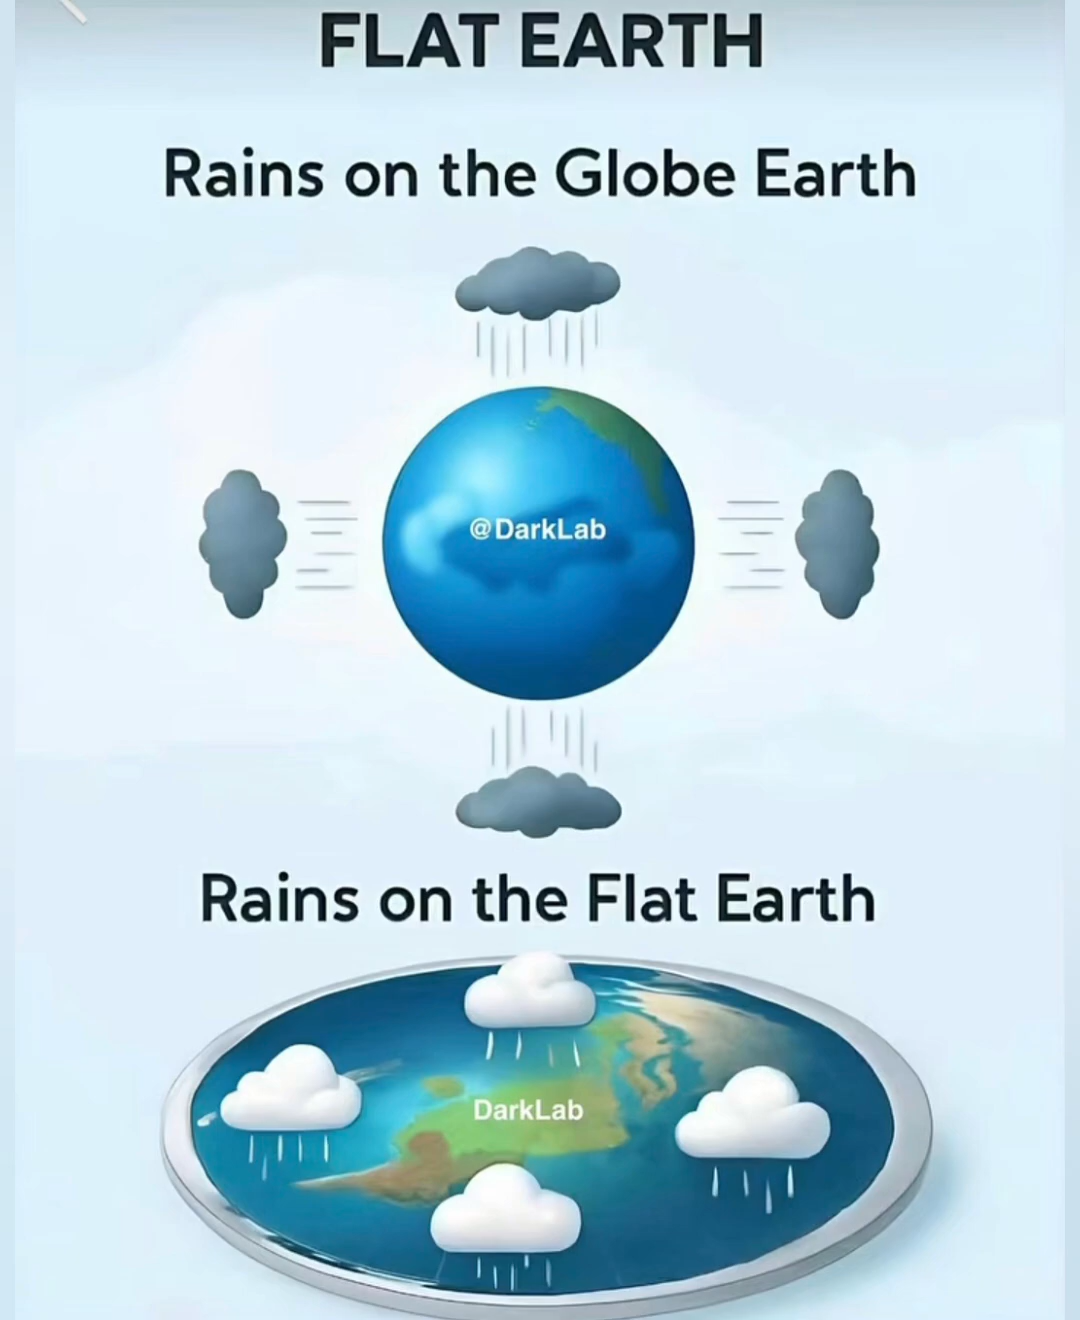 FLAT EARTH
Rains on the Globe Earth
@DarkLab
Rains on the Flat Earth
DarkLab